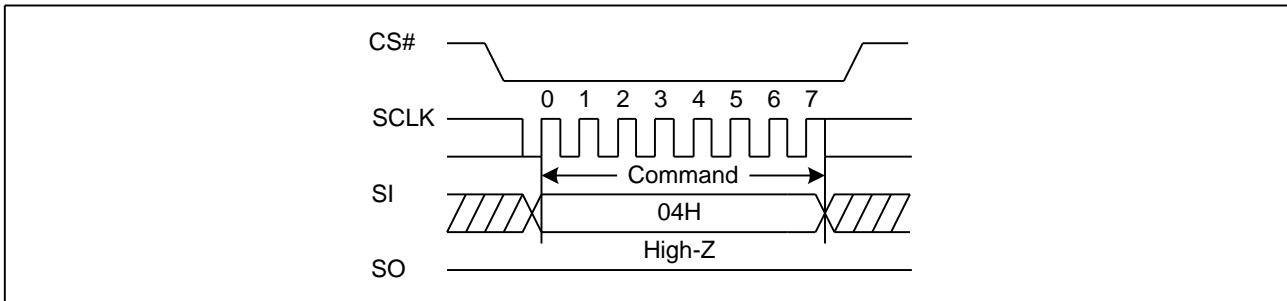 CS#
0 1 2 3 4 5 6 7
SCLK
Command
SI
04H
High-Z
SO